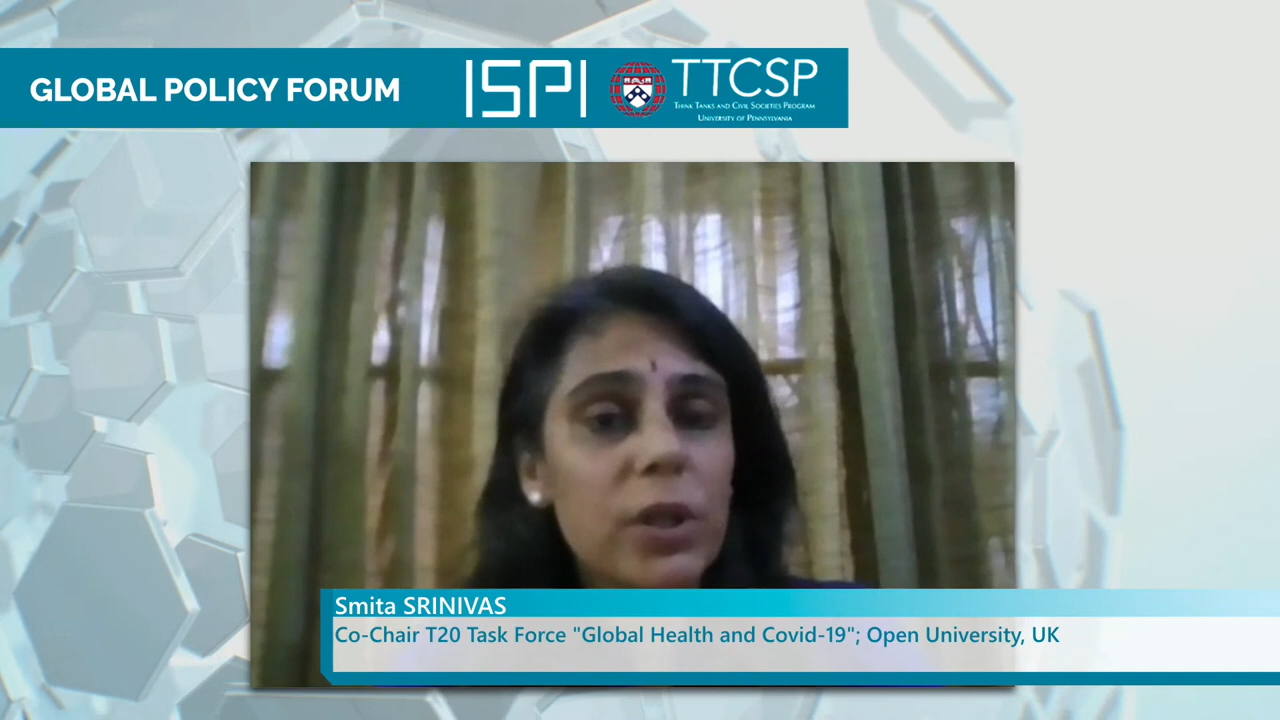 GLOBAL POLICY FORUM
ISPI
TTCSP
THINK TANKS AND CIVIL SOCIETIES PROGRAM
UNIVERSITY OF PENNSYLVANIA
Smita SRINIVAS
Co-Chair T20 Task Force "Global Health and Covid-19"; Open University, UK